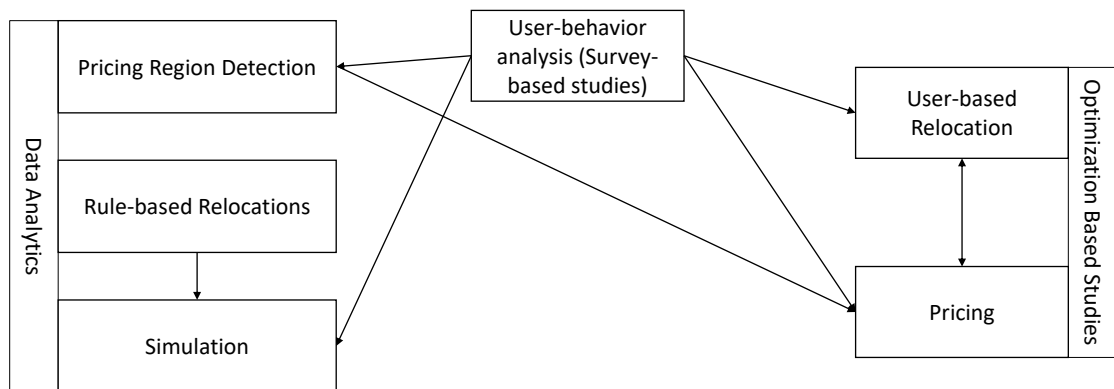 Data Analytics
Pricing Region Detection
Rule-based Relocations
Simulation
User-behavior
analysis (Survey-
based studies)
User-based
Relocation
Pricing
Optimization Based Studies